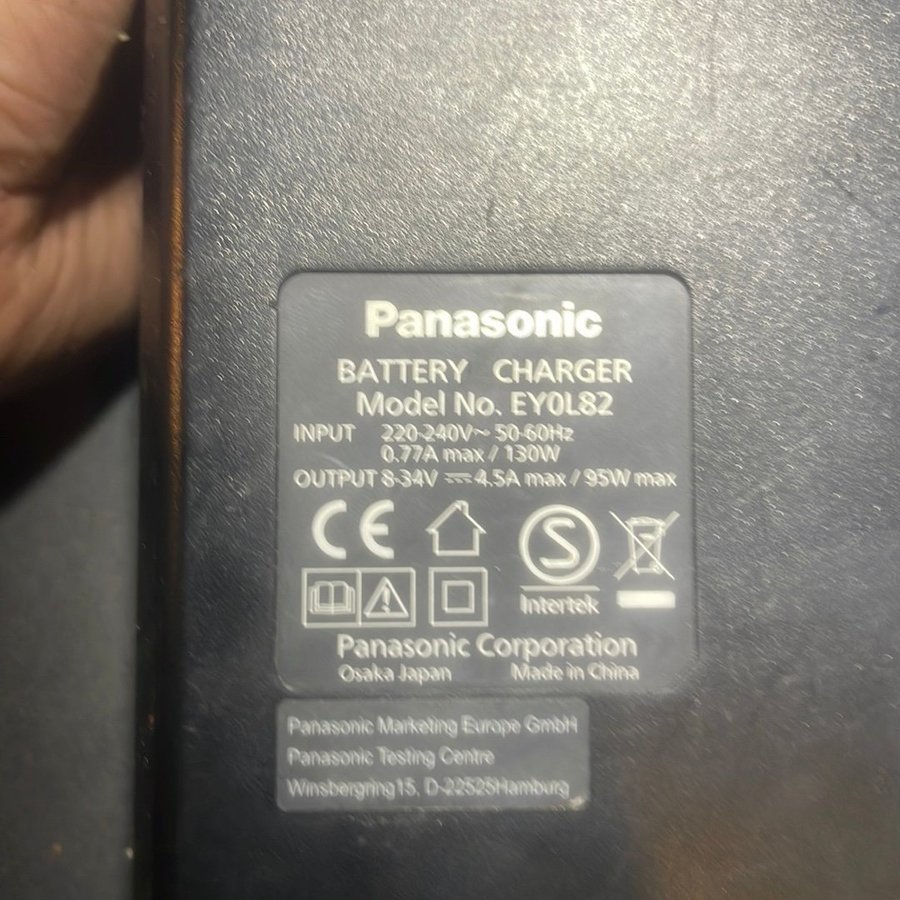 Panasonic
BATTERY CHARGER
Model No. EY0L82
INPUT 220-240V~ 50-60Hz
0.77A max / 130W
OUTPUT 8-34V ⎓ 4.5A max / 95W max
CE
S
Intertek
Panasonic Corporation
Osaka Japan Made in China
Panasonic Marketing Europe GmbH
Panasonic Testing Centre
Winsbergring15, D-22525Hamburg